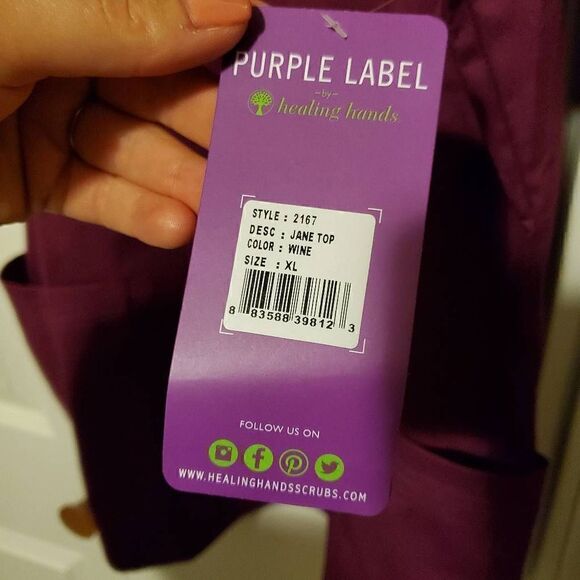 PURPLE LABEL
-by-
healing hands
STYLE : 2167
DESC : JANE TOP
COLOR : WINE
SIZE : XL
8 83588 39812 3
FOLLOW US ON
WWW.HEALINGHANDSSCRUBS.COM